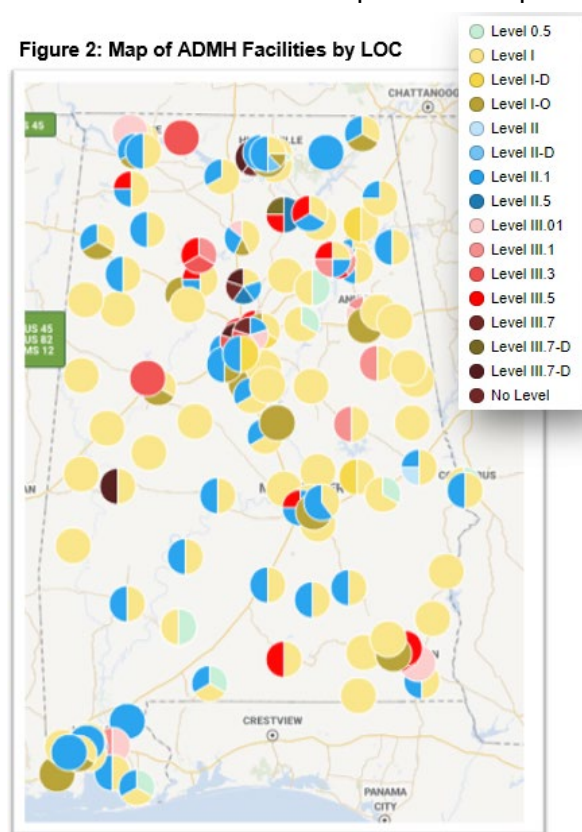 Figure 2: Map of ADMH Facilities by LOC
Level 0.5
Level I
Level I-D
Level I-O
Level II
Level II-D
Level II.1
Level II.5
Level III.01
Level III.1
Level III.3
Level III.5
Level III.7
Level III.7-D
Level III.7-D
No Level
CHATTANOOG
S 45
US 45
US 82
MS 12
CRESTVIEW
PANAMA
CITY